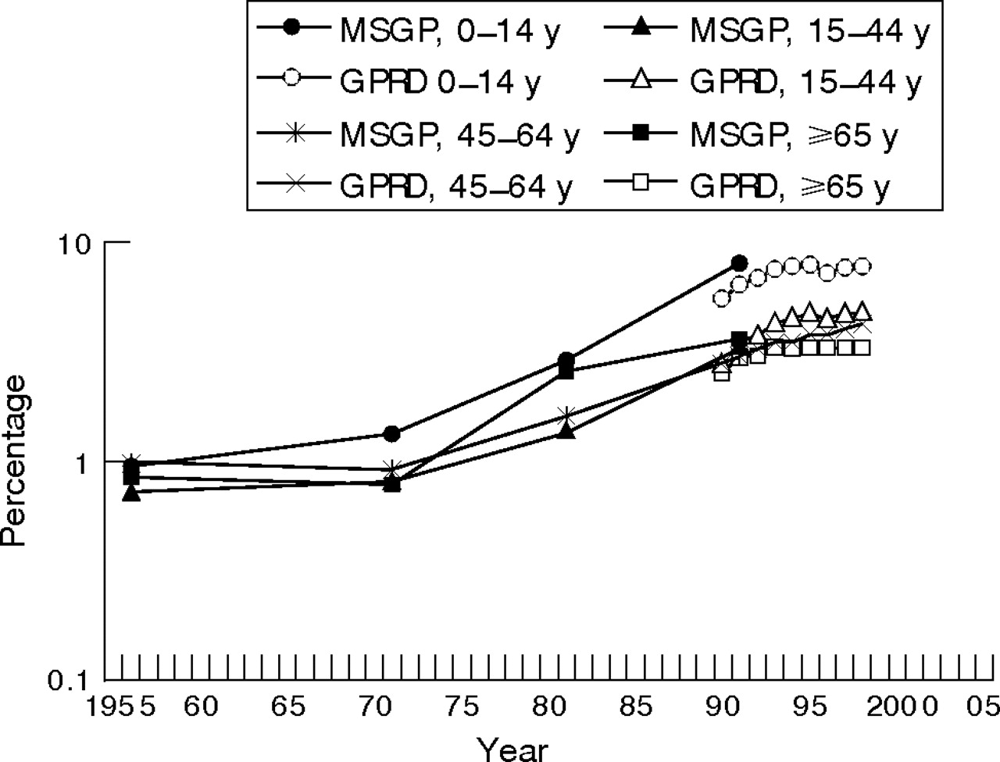 MSGP, 0–14 y MSGP, 15–44 y
GPRD 0–14 y GPRD, 15–44 y
MSGP, 45–64 y MSGP, ⩾65 y
GPRD, 45–64 y GPRD, ⩾65 y
10
1
0.1
Percentage
1955 60 65 70 75 80 85 90 95 2000 05
Year